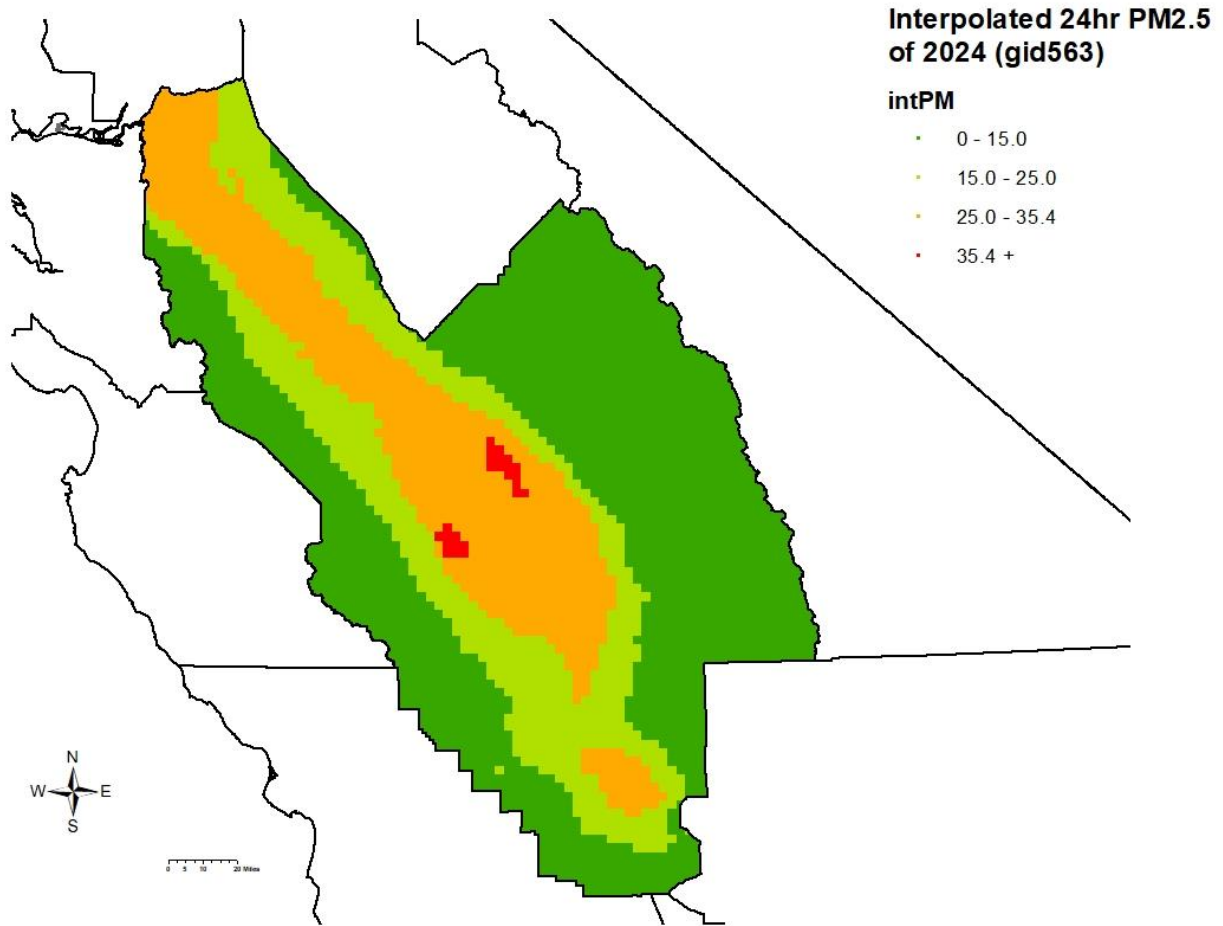 Interpolated 24hr PM2.5
of 2024 (gid563)
intPM
0 - 15.0
15.0 - 25.0
25.0 - 35.4
35.4 +
N
W E
S
0 5 10 20 Miles